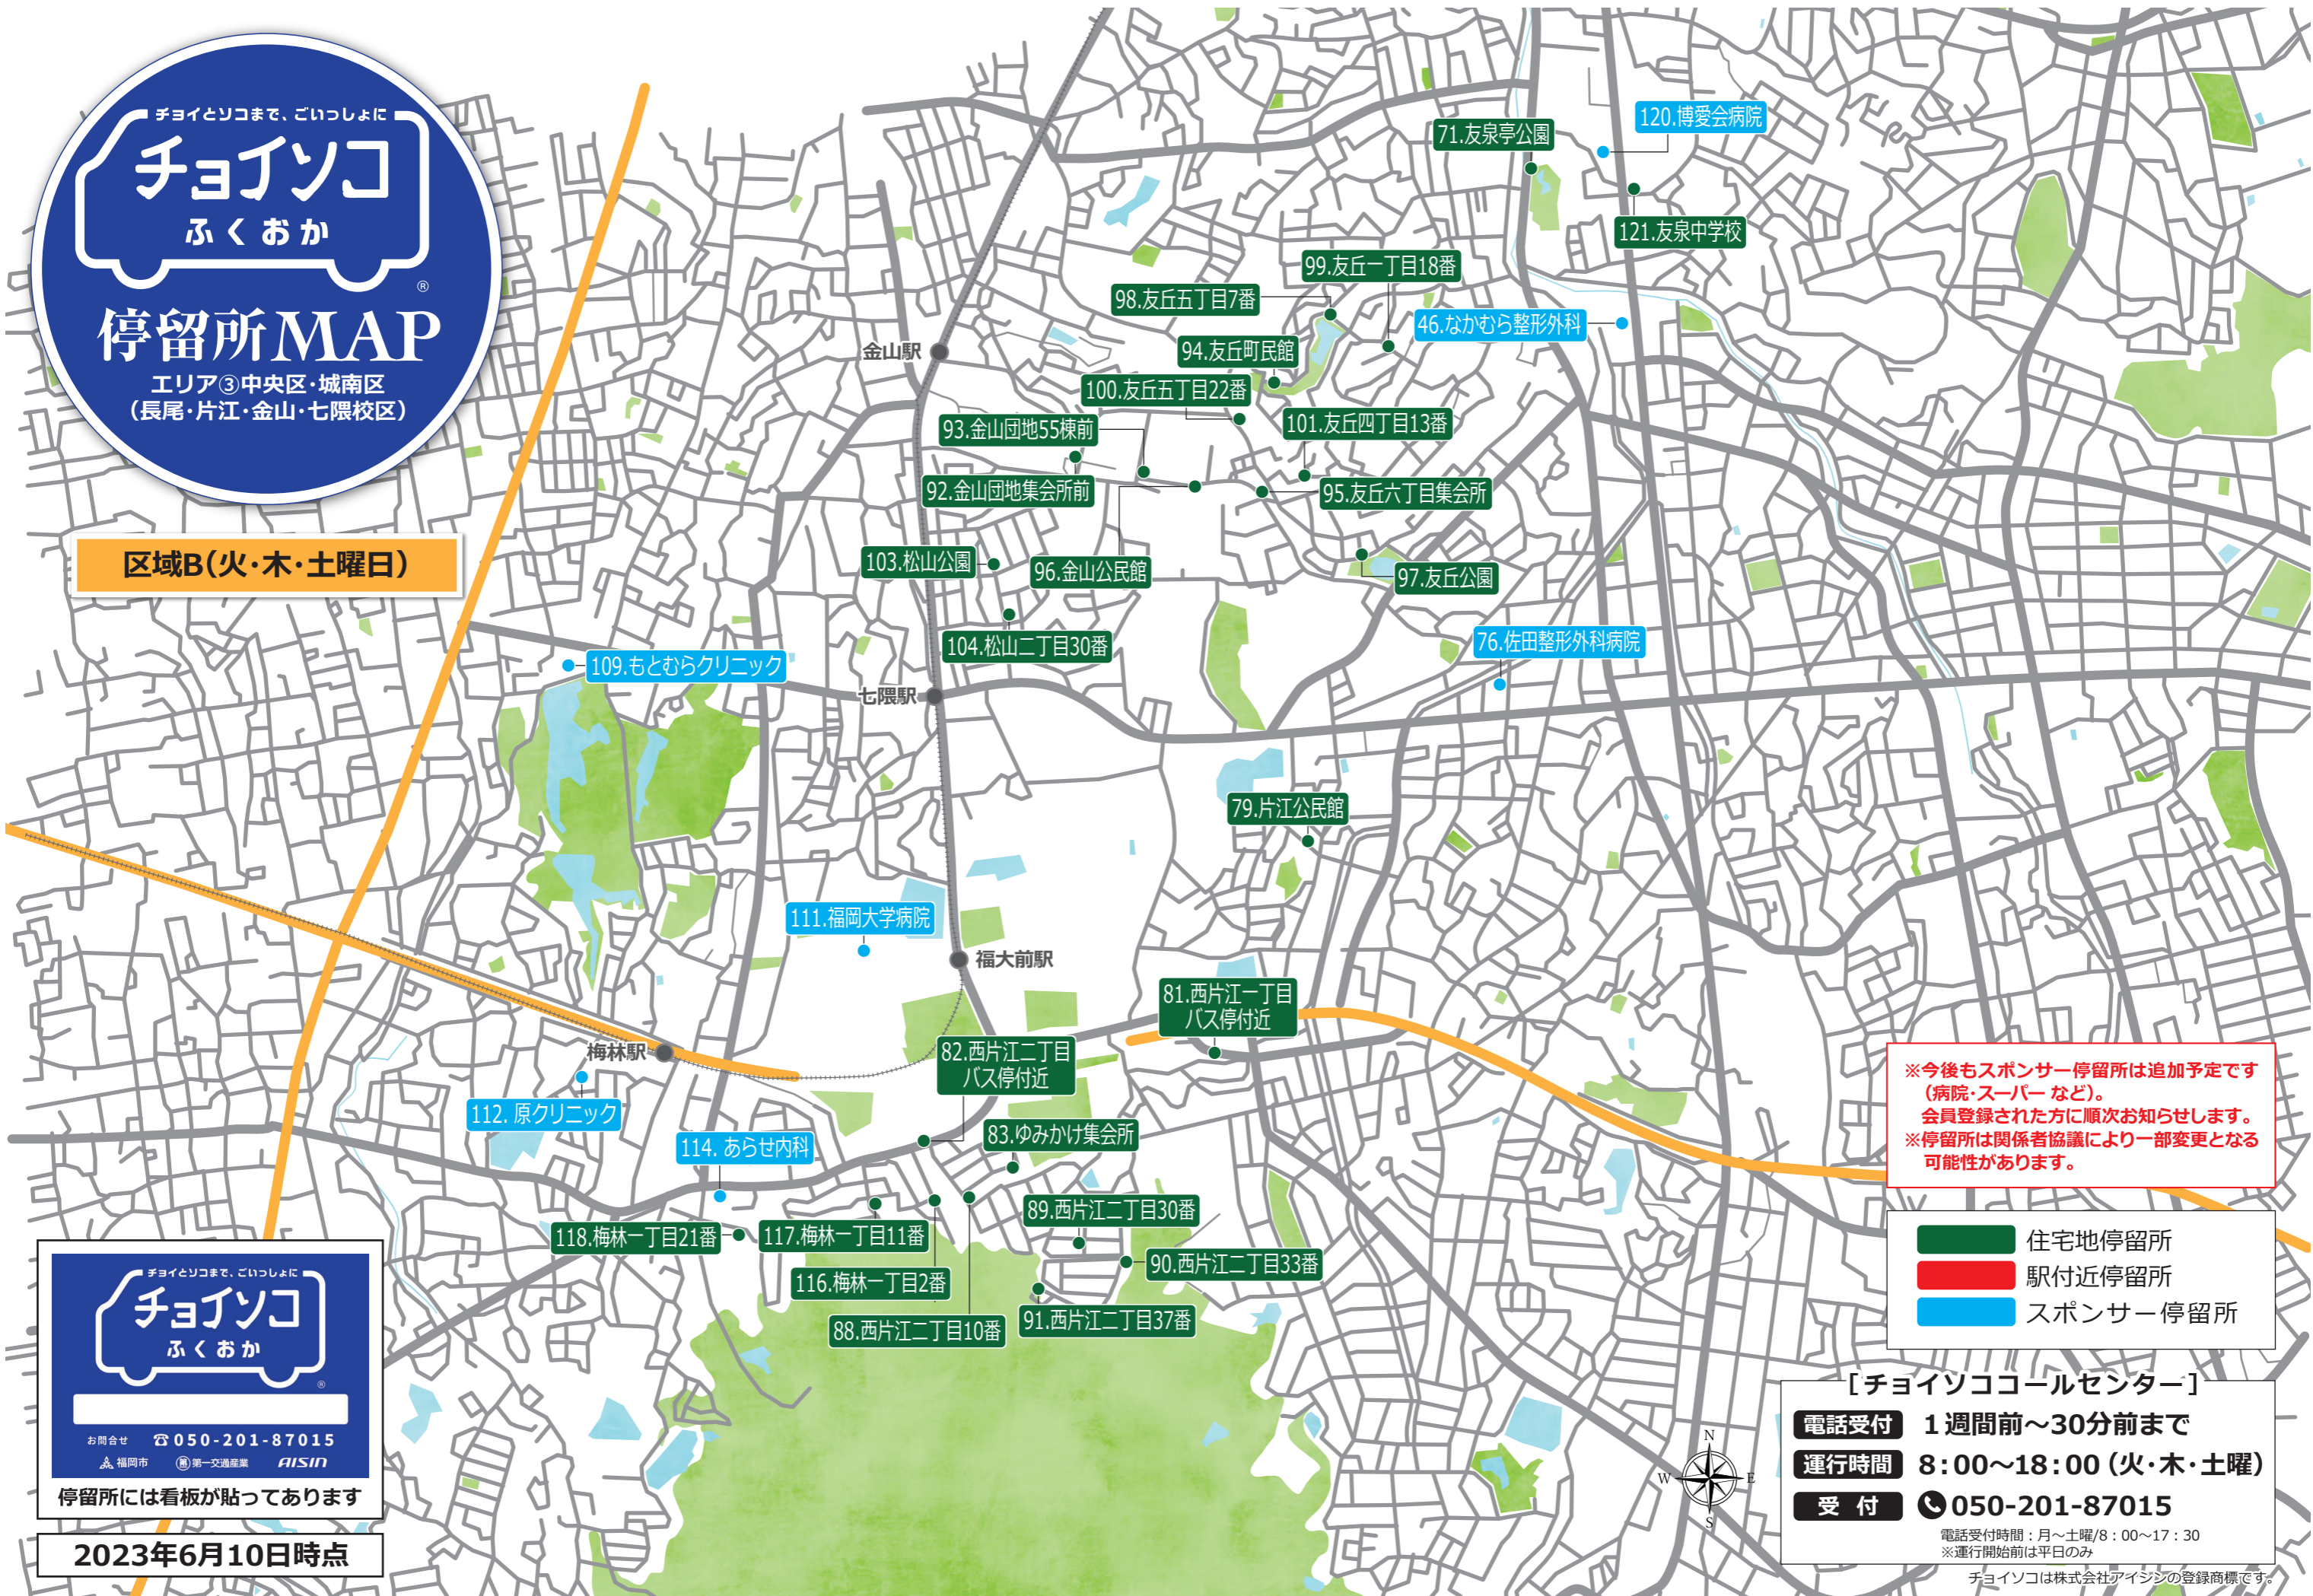 チョイとソコまで、ごいっしょに
チョイソコ
ふくおか
®
停留所MAP
エリア③中央区・城南区
（長尾・片江・金山・七隈校区）
区域B（火・木・土曜日）
120.博愛会病院
71.友泉亭公園
121.友泉中学校
99.友丘一丁目18番
98.友丘五丁目7番
46.なかむら整形外科
金山駅
94.友丘町民館
100.友丘五丁目22番
93.金山団地55棟前
101.友丘四丁目13番
92.金山団地集会所前
95.友丘六丁目集会所
103.松山公園
96.金山公民館
97.友丘公園
104.松山二丁目30番
76.佐田整形外科病院
109.もとむらクリニック
七隈駅
79.片江公民館
111.福岡大学病院
福大前駅
81.西片江一丁目
バス停付近
梅林駅
82.西片江二丁目
バス停付近
112. 原クリニック
83.ゆみかけ集会所
114. あらせ内科
89.西片江二丁目30番
118.梅林一丁目21番
117.梅林一丁目11番
90.西片江二丁目33番
116.梅林一丁目2番
91.西片江二丁目37番
88.西片江二丁目10番
※今後もスポンサー停留所は追加予定です
（病院・スーパー など）。
会員登録された方に順次お知らせします。
※停留所は関係者協議により一部変更となる
可能性があります。
住宅地停留所
駅付近停留所
スポンサー停留所
チョイとソコまで、ごいっしょに
チョイソコ
ふくおか
®
お問合せ ☎050-201-87015
福岡市 第一交通産業 AISIN
停留所には看板が貼ってあります
2023年6月10日時点
N
W E
S
［チョイソココールセンター］
電話受付 1週間前〜30分前まで
運行時間 8:00〜18:00（火・木・土曜）
受 付 050-201-87015
電話受付時間：月〜土曜/8：00〜17：30
※運行開始前は平日のみ
チョイソコは株式会社アイシンの登録商標です。